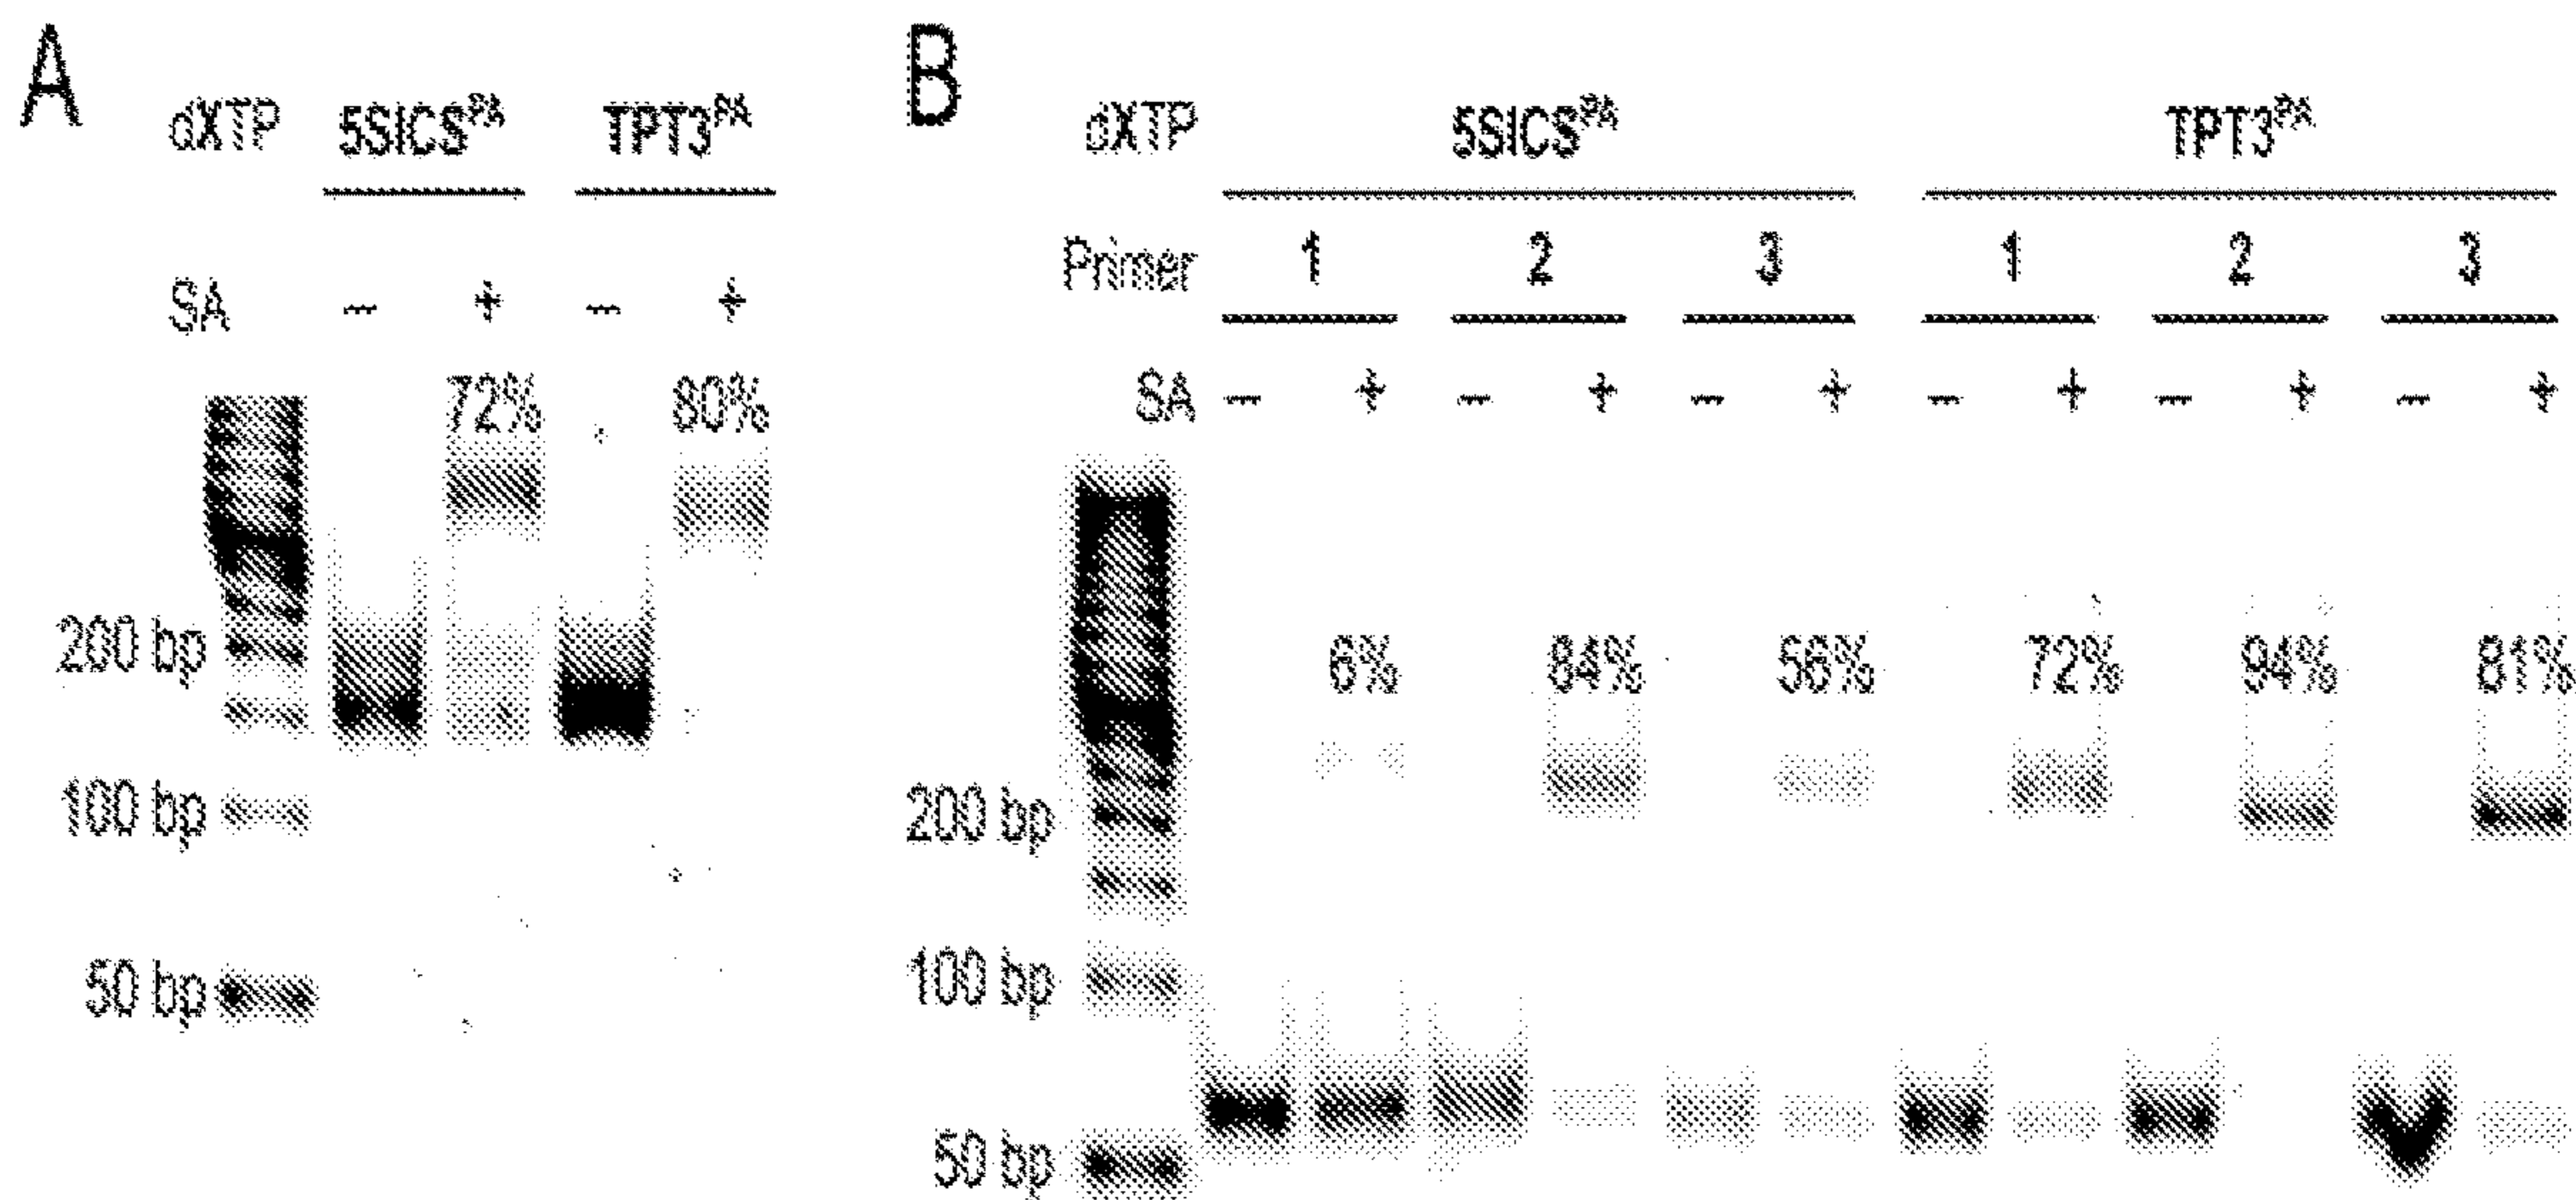 A
dXTP 5SICS^PA TPT3^PA
SA – + – +
72% 80%
200 bp
100 bp
50 bp
B
dXTP 5SICS^PA TPT3^PA
Primer 1 2 3 1 2 3
SA – + – + – + – + – + – +
6% 84% 56% 72% 94% 81%
200 bp
100 bp
50 bp